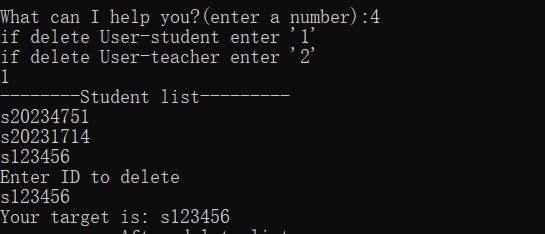 What can I help you?(enter a number):4
if delete User-student enter '1'
if delete User-teacher enter '2'
1
--------Student list---------
s20234751
s20231714
s123456
Enter ID to delete
s123456
Your target is: s123456